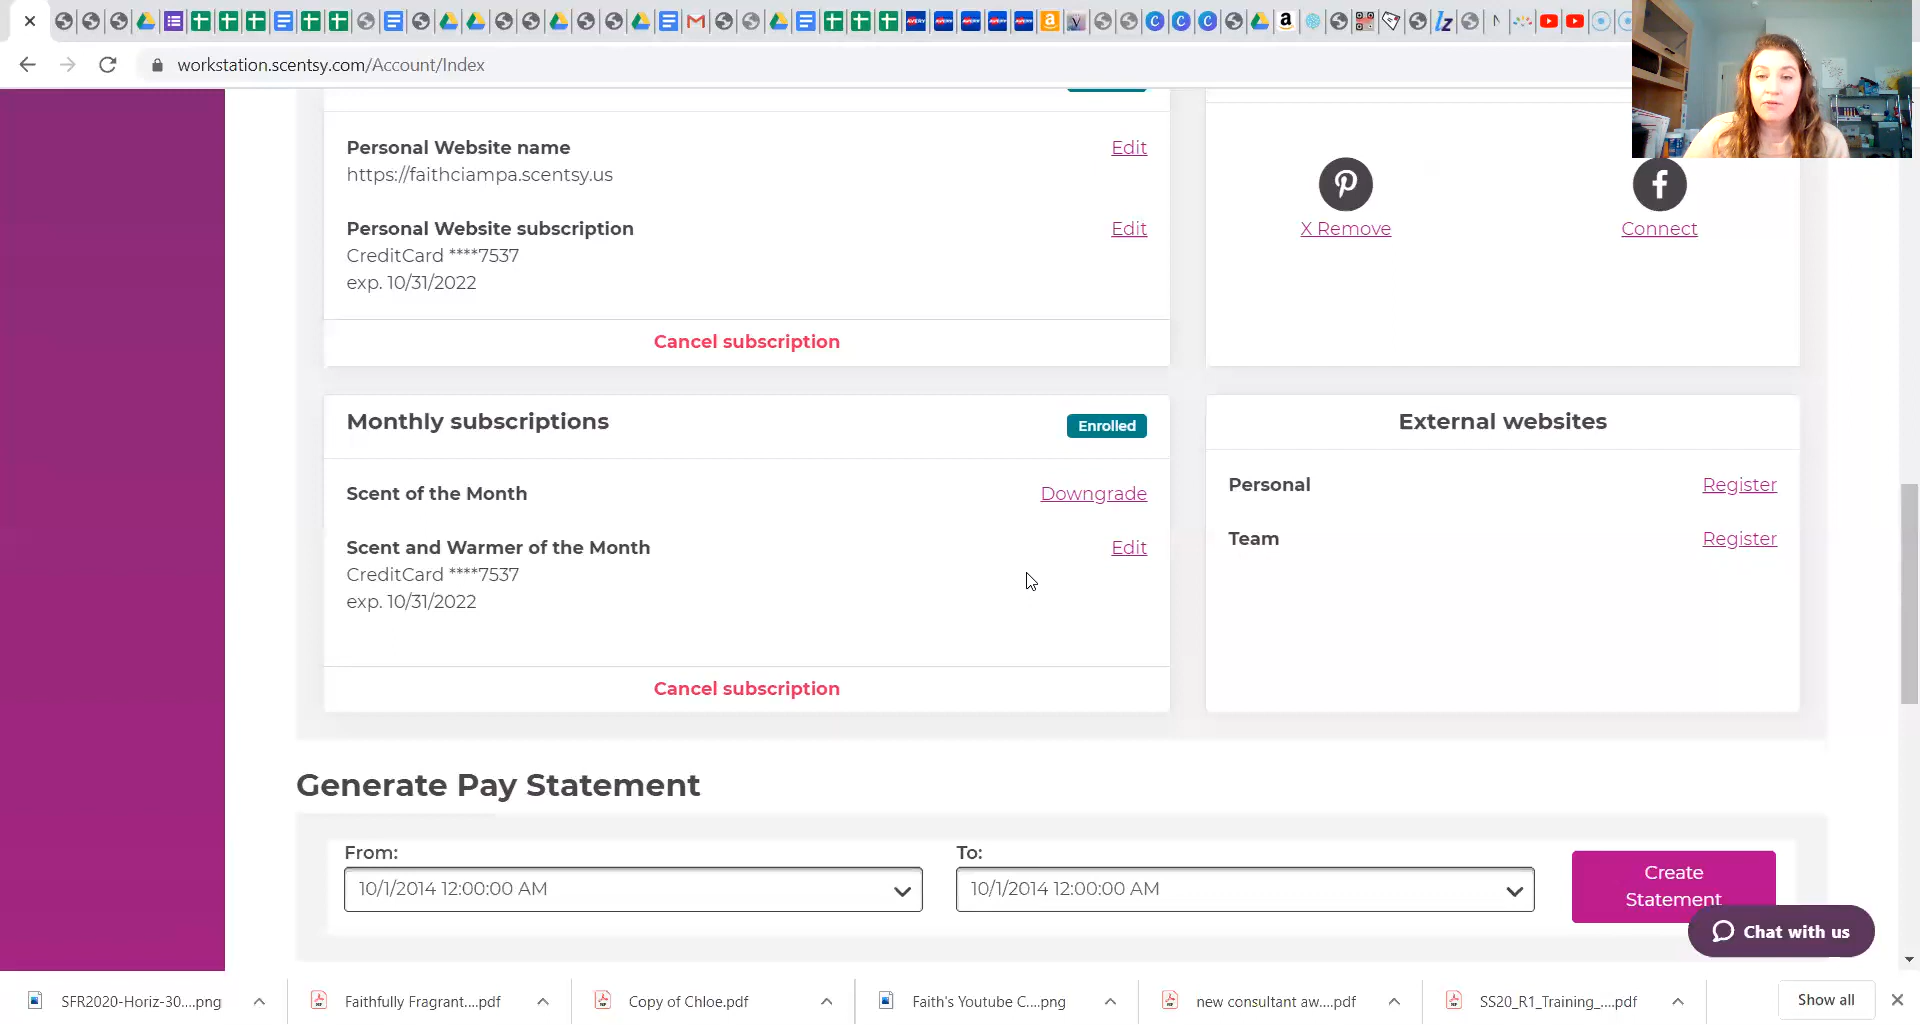 workstation.scentsy.com/Account/Index
Personal Website name
Edit
https://faithciampa.scentsy.us
Personal Website subscription
Edit
CreditCard ****7537
exp. 10/31/2022
Cancel subscription
X Remove
Connect
Monthly subscriptions
Enrolled
Scent of the Month
Downgrade
Scent and Warmer of the Month
Edit
CreditCard ****7537
exp. 10/31/2022
Cancel subscription
External websites
Personal
Register
Team
Register
Generate Pay Statement
From:
10/1/2014 12:00:00 AM
To:
10/1/2014 12:00:00 AM
Create
Statement
Chat with us
SFR2020-Horiz-30....png
Faithfully Fragrant....pdf
Copy of Chloe.pdf
Faith's Youtube C....png
new consultant aw....pdf
SS20_R1_Training_....pdf
Show all